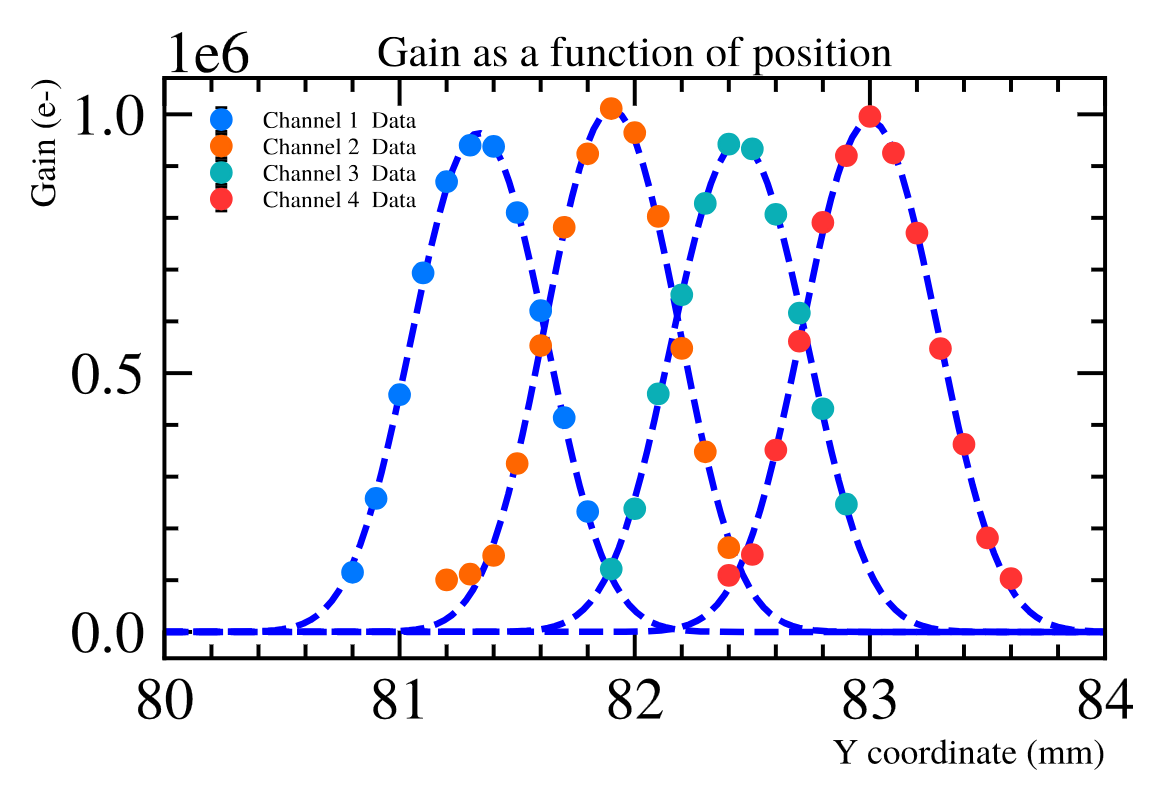 1e6
Gain as a function of position
Gain (e-)
1.0
0.5
0.0
Channel 1 Data
Channel 2 Data
Channel 3 Data
Channel 4 Data
80 81 82 83 84
Y coordinate (mm)